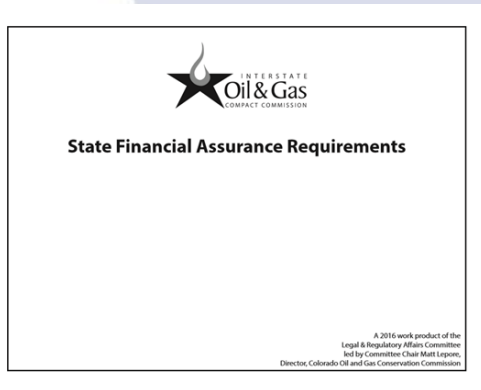 INTERSTATE
Oil & Gas
COMPACT COMMISSION
State Financial Assurance Requirements
A 2016 work product of the
Legal & Regulatory Affairs Committee
led by Committee Chair Matt Lepore,
Director, Colorado Oil and Gas Conservation Commission